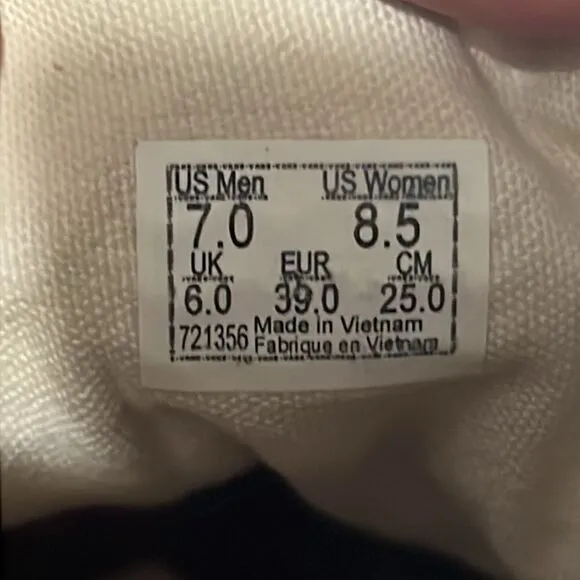 US Men US Women
7.0 8.5
UK EUR CM
6.0 39.0 25.0
721356 Made in Vietnam
Fabrique en Vietnam